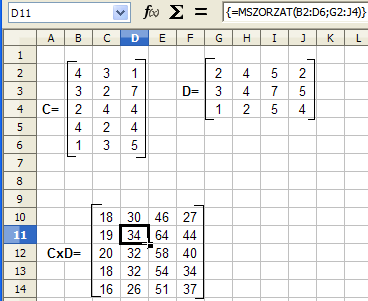 D11 f(x) Σ = {=MSZORZAT(B2:D6;G2:J4)}
A B C D E F G H I J K L
1
2 4 3 1 2 4 5 2
3 3 2 7 D= 3 4 7 5
4 C= 2 4 4 1 2 5 4
5 4 2 4
6 1 3 5
7
8
9
10 18 30 46 27
11 19 34 64 44
12 CxD= 20 32 58 40
13 18 32 54 34
14 16 26 51 37